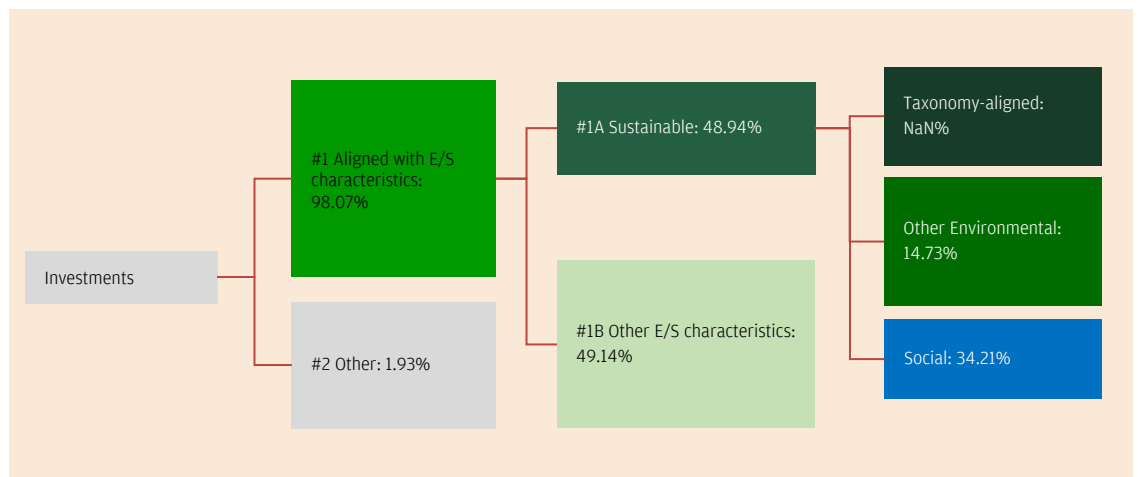 Investments
#1 Aligned with E/S
characteristics:
98.07%
#2 Other: 1.93%
#1A Sustainable: 48.94%
#1B Other E/S characteristics:
49.14%
Taxonomy-aligned:
NaN%
Other Environmental:
14.73%
Social: 34.21%